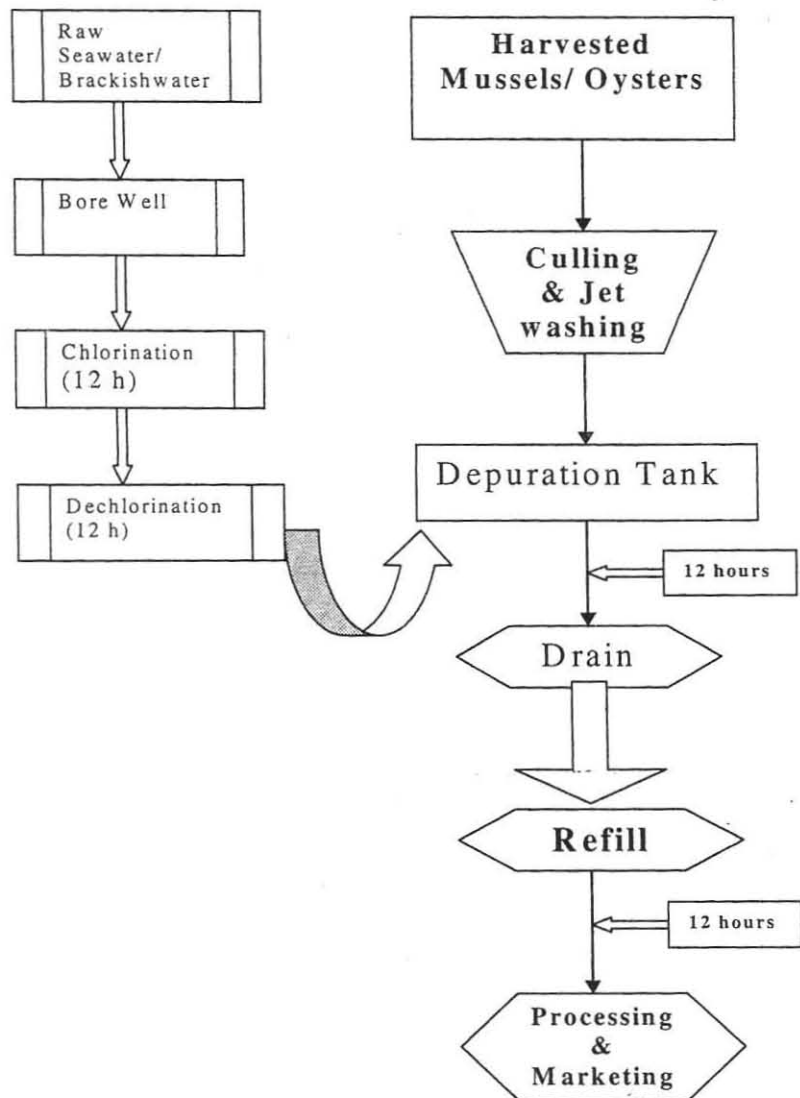 Raw
Seawater/
Brackishwater
Bore Well
Chlorination
(12 h)
Dechlorination
(12 h)
Harvested
Mussels/ Oysters
Culling
& Jet
washing
Depuration Tank
12 hours
Drain
Refill
12 hours
Processing
&
Marketing